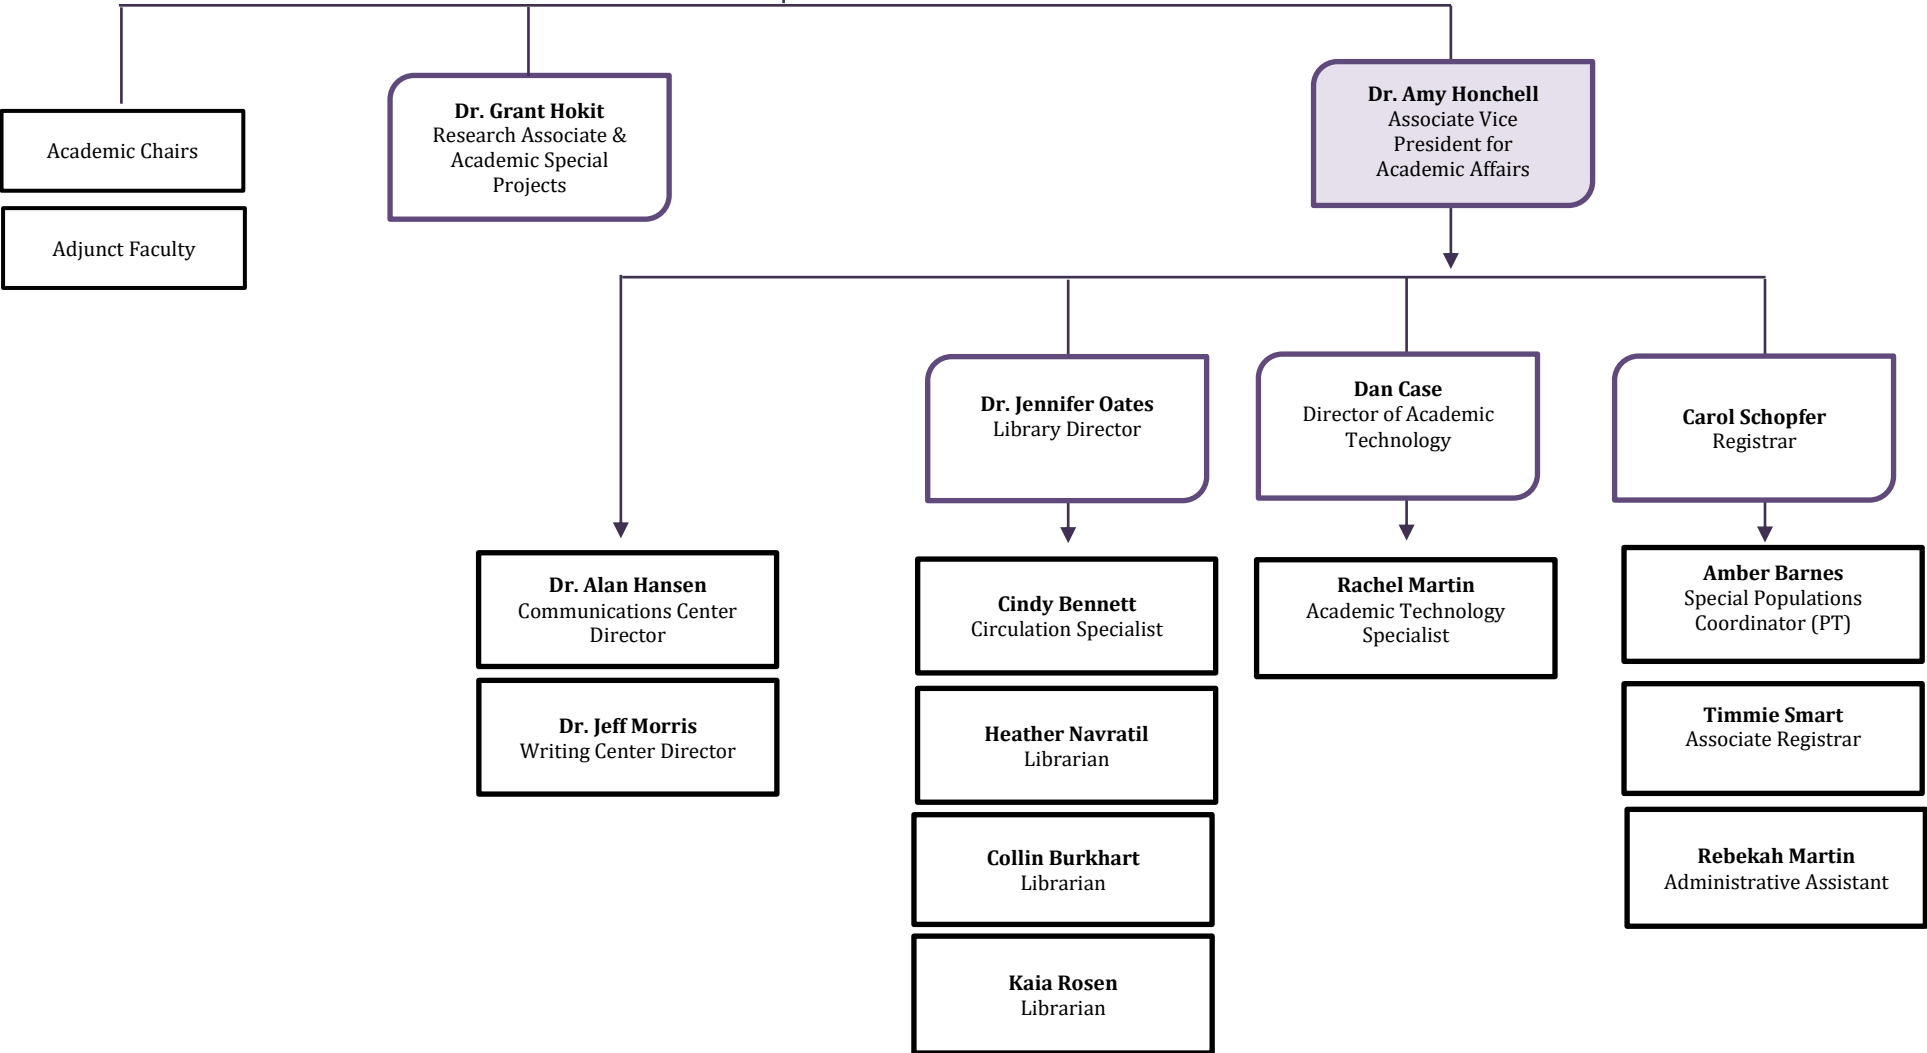 Academic Chairs
Adjunct Faculty
Dr. Grant Hokit
Research Associate &
Academic Special
Projects
Dr. Amy Honchell
Associate Vice
President for
Academic Affairs
Dr. Alan Hansen
Communications Center
Director
Dr. Jeff Morris
Writing Center Director
Dr. Jennifer Oates
Library Director
Cindy Bennett
Circulation Specialist
Heather Navratil
Librarian
Collin Burkhart
Librarian
Kaia Rosen
Librarian
Dan Case
Director of Academic
Technology
Rachel Martin
Academic Technology
Specialist
Carol Schopfer
Registrar
Amber Barnes
Special Populations
Coordinator (PT)
Timmie Smart
Associate Registrar
Rebekah Martin
Administrative Assistant